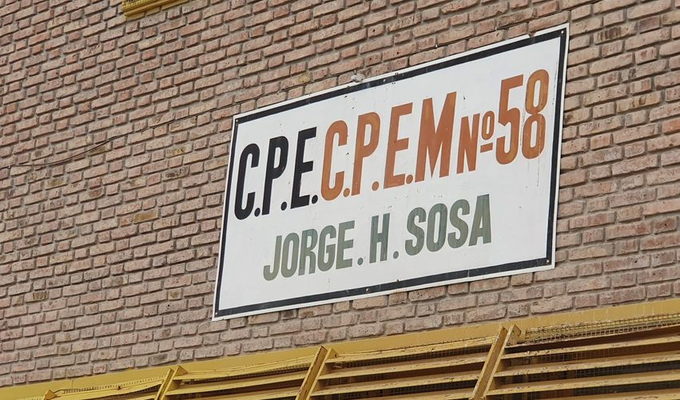 C.P.E. C.P.E.M Nº 58
JORGE. H. SOSA